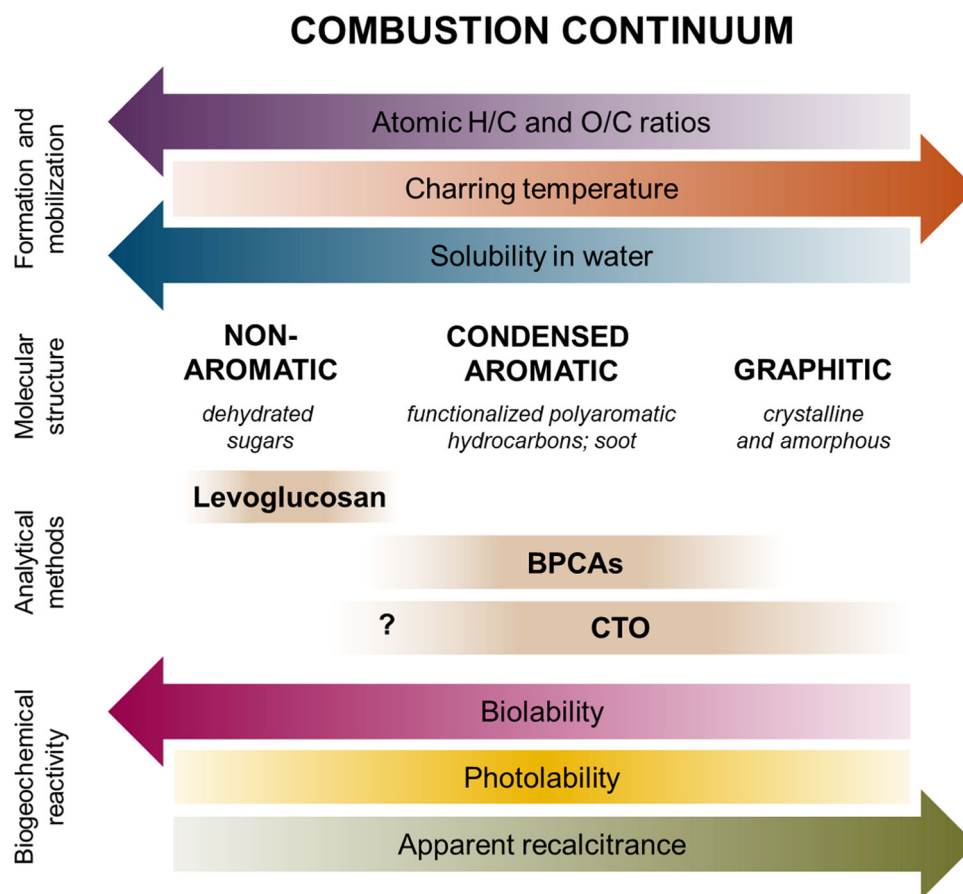 COMBUSTION CONTINUUM
Formation and
mobilization
Atomic H/C and O/C ratios
Charring temperature
Solubility in water
Molecular
structure
NON-
AROMATIC
dehydrated
sugars
CONDENSED
AROMATIC
functionalized polyaromatic
hydrocarbons; soot
GRAPHITIC
crystalline
and amorphous
Analytical
methods
Levoglucosan
BPCAs
?
CTO
Biogeochemical
reactivity
Biolability
Photolability
Apparent recalcitrance